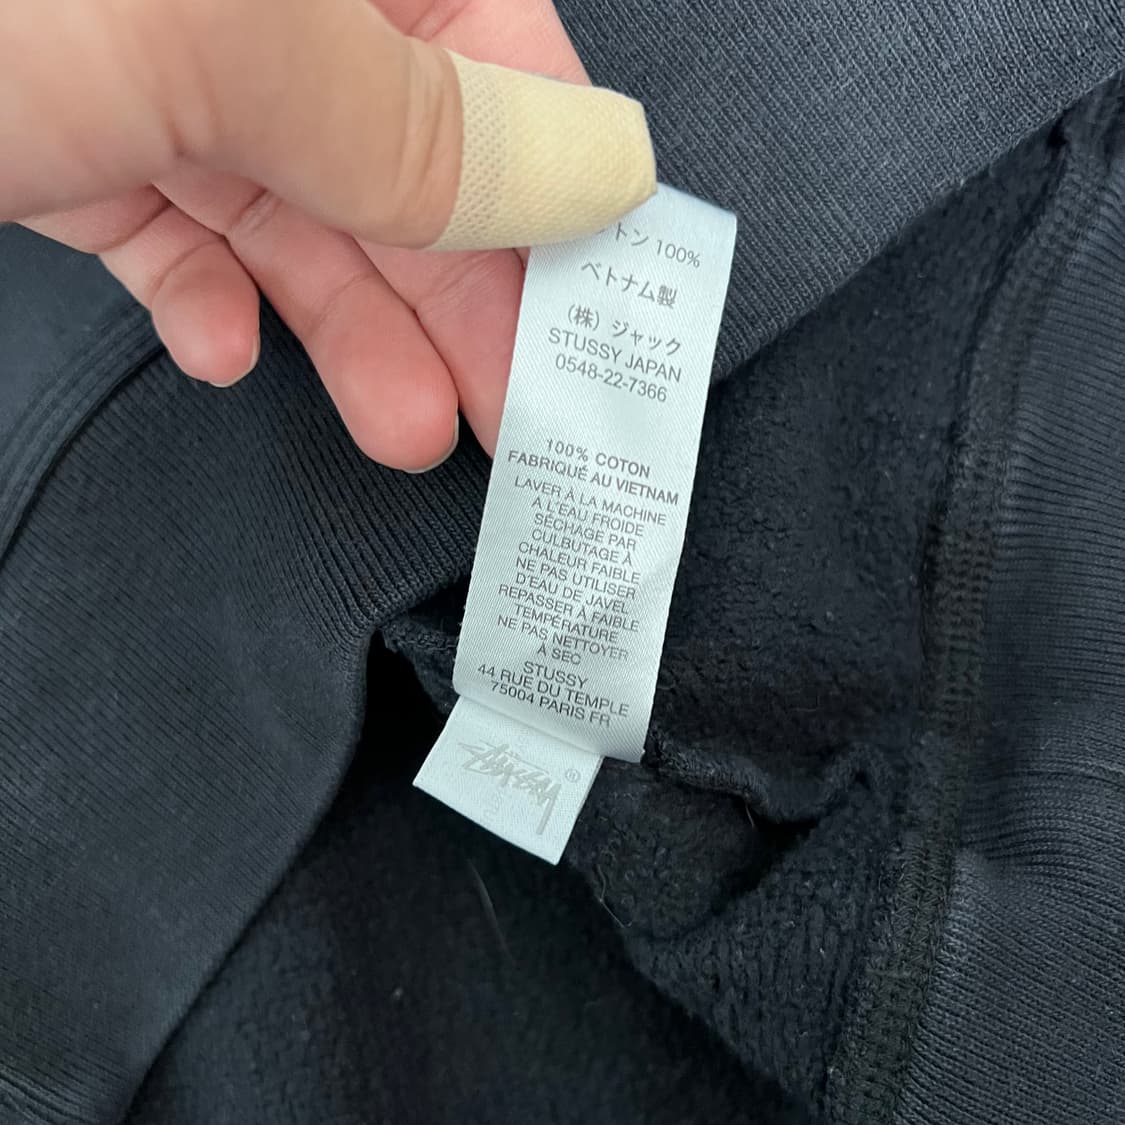 トン 100%
ベトナム製
(株) ジャック
STUSSY JAPAN
0548-22-7366
100% COTON
FABRIQUÉ AU VIETNAM
LAVER À LA MACHINE
A L'EAU FROIDE
SÉCHAGE PAR
CULBUTAGE À
CHALEUR FAIBLE
NE PAS UTILISER
D'EAU DE JAVEL
REPASSER À FAIBLE
TEMPÉRATURE
NE PAS NETTOYER
À SEC
STUSSY
44 RUE DU TEMPLE
75004 PARIS FR
STÜSSY ®